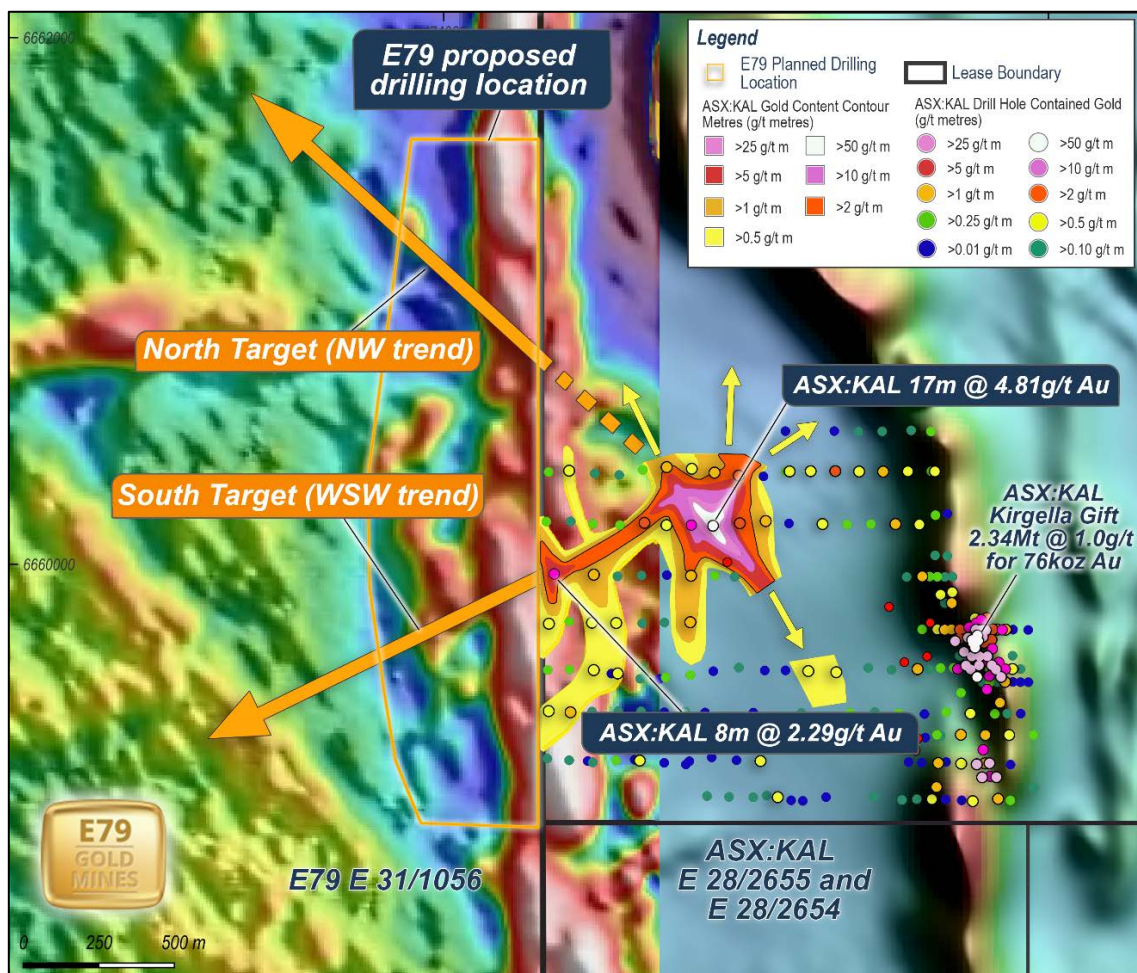 6662000
E79 proposed
drilling location
Legend
E79 Planned Drilling
Location
Lease Boundary
ASX:KAL Gold Content Contour
Metres (g/t metres)
>25 g/t m
>50 g/t m
>5 g/t m
>10 g/t m
>1 g/t m
>2 g/t m
>0.5 g/t m
ASX:KAL Drill Hole Contained Gold
(g/t metres)
>25 g/t m
>50 g/t m
>5 g/t m
>10 g/t m
>1 g/t m
>2 g/t m
>0.25 g/t m
>0.5 g/t m
>0.01 g/t m
>0.10 g/t m
North Target (NW trend)
ASX:KAL 17m @ 4.81g/t Au
South Target (WSW trend)
ASX:KAL
Kirgella Gift
2.34Mt @ 1.0g/t
for 76koz Au
6660000
ASX:KAL 8m @ 2.29g/t Au
E79
GOLD
MINES
E79 E 31/1056
ASX:KAL
E 28/2655 and
E 28/2654
0 250 500 m